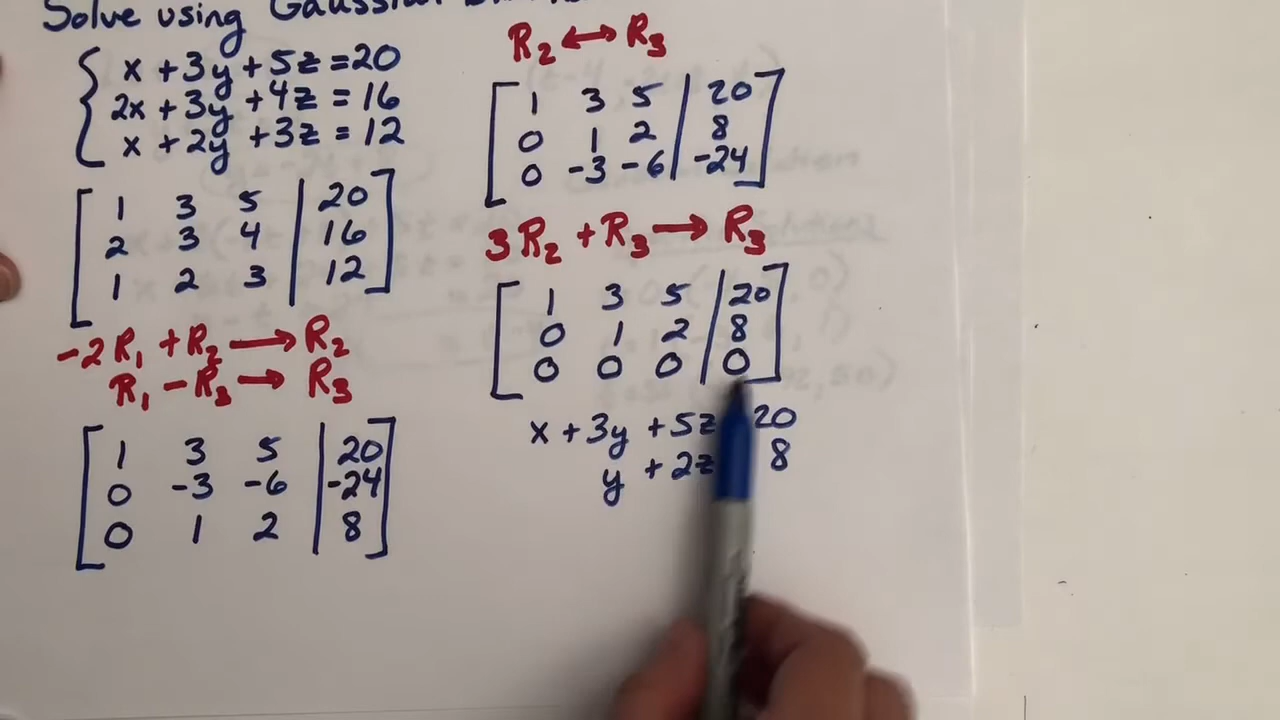 Solve using Gaussian
x + 3y + 5z = 20
2x + 3y + 4z = 16
x + 2y + 3z = 12
1 3 5 | 20
2 3 4 | 16
1 2 3 | 12
-2R₁ + R₂ → R₂
R₁ - R₃ → R₃
1 3 5 | 20
0 -3 -6 | -24
0 1 2 | 8
R₂ ↔ R₃
1 3 5 | 20
0 1 2 | 8
0 -3 -6 | -24
3R₂ + R₃ → R₃
1 3 5 | 20
0 1 2 | 8
0 0 0 | 0
x + 3y + 5z 20
y + 2z 8